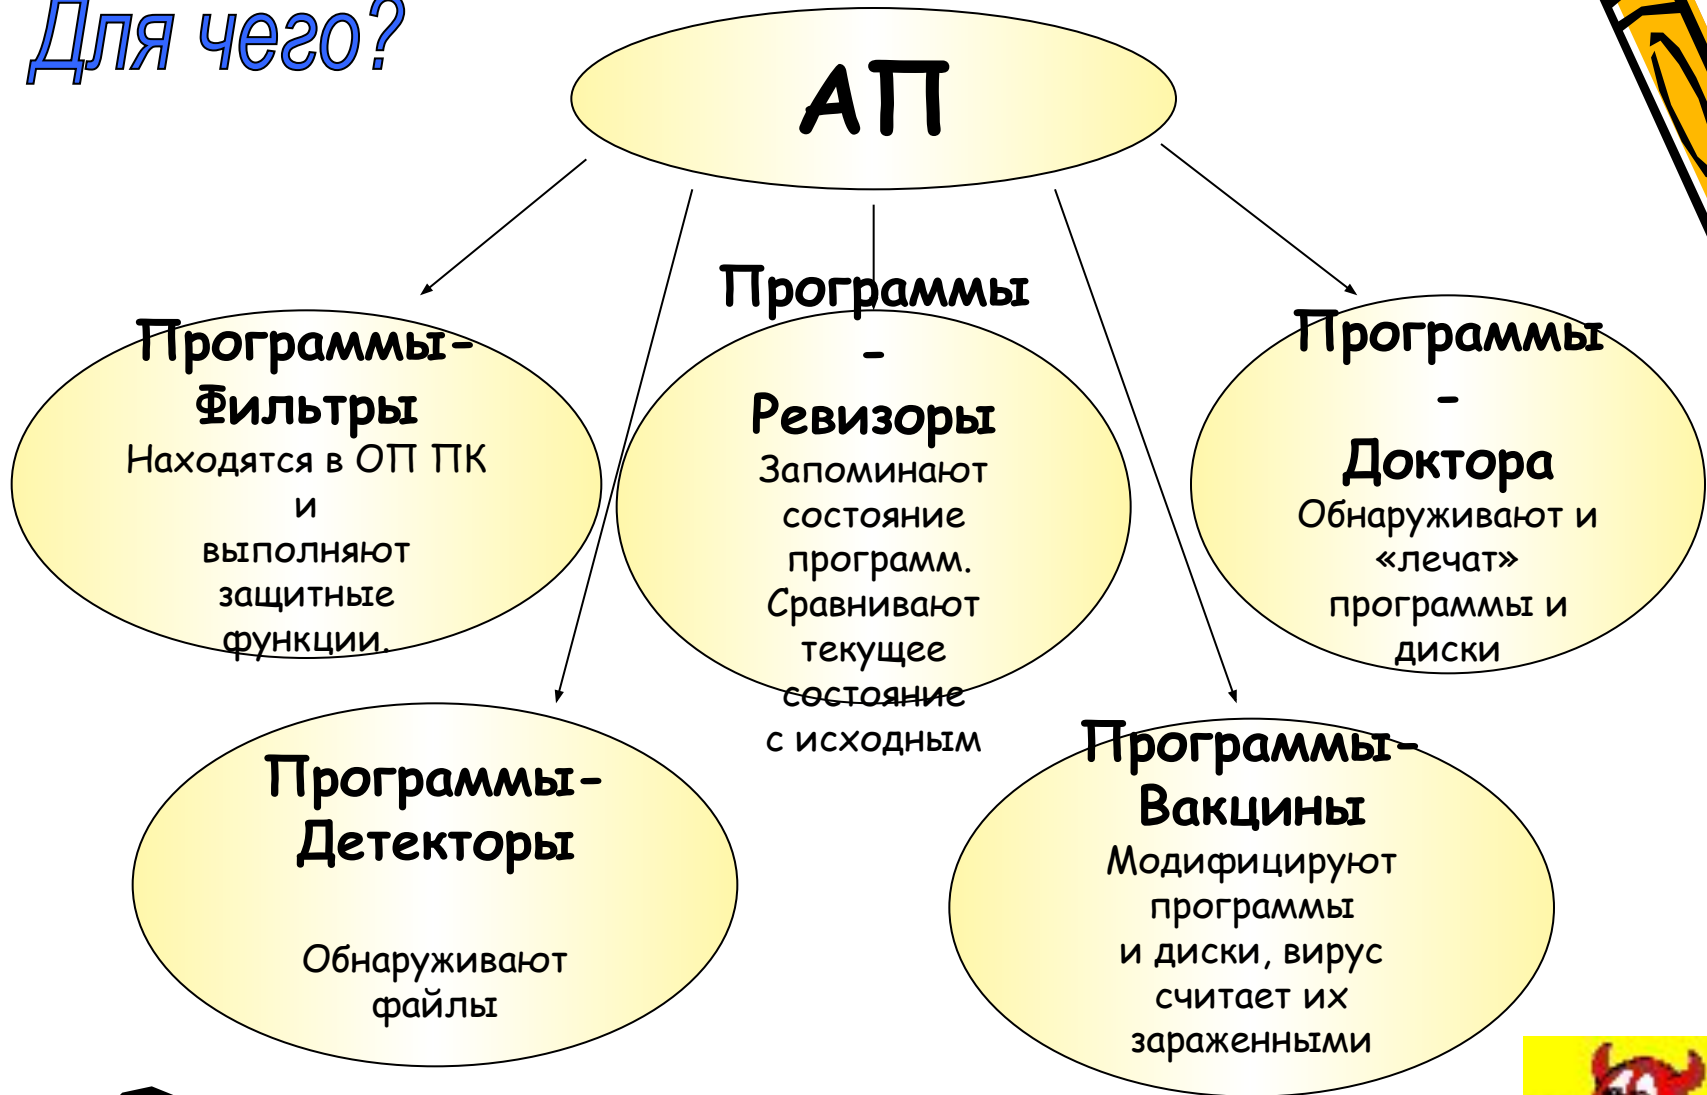 Для чего?
АП
Программы-
Фильтры
Находятся в ОП ПК
и
выполняют
защитные
функции.
Программы
-
Ревизоры
Запоминают
состояние
программ.
Сравнивают
текущее
состояние
с исходным
Программы
-
Доктора
Обнаруживают и
«лечат»
программы и
диски
Программы-
Детекторы
Обнаруживают
файлы
Программы-
Вакцины
Модифицируют
программы
и диски, вирус
считает их
зараженными